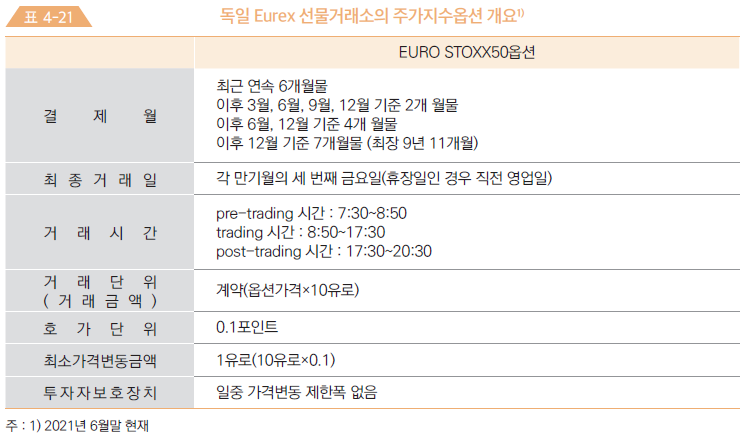 표 4-21
독일 Eurex 선물거래소의 주가지수옵션 개요1)
EURO STOXX50옵션
결 제 월
최근 연속 6개월물
이후 3월, 6월, 9월, 12월 기준 2개 월물
이후 6월, 12월 기준 4개 월물
이후 12월 기준 7개월물 (최장 9년 11개월)
최 종 거 래 일
각 만기월의 세 번째 금요일(휴장일인 경우 직전 영업일)
거 래 시 간
pre-trading 시간 : 7:30~8:50
trading 시간 : 8:50~17:30
post-trading 시간 : 17:30~20:30
거 래 단 위
( 거 래 금 액 )
계약(옵션가격×10유로)
호 가 단 위
0.1포인트
최소가격변동금액
1유로(10유로×0.1)
투자자보호장치
일중 가격변동 제한폭 없음
주 : 1) 2021년 6월말 현재